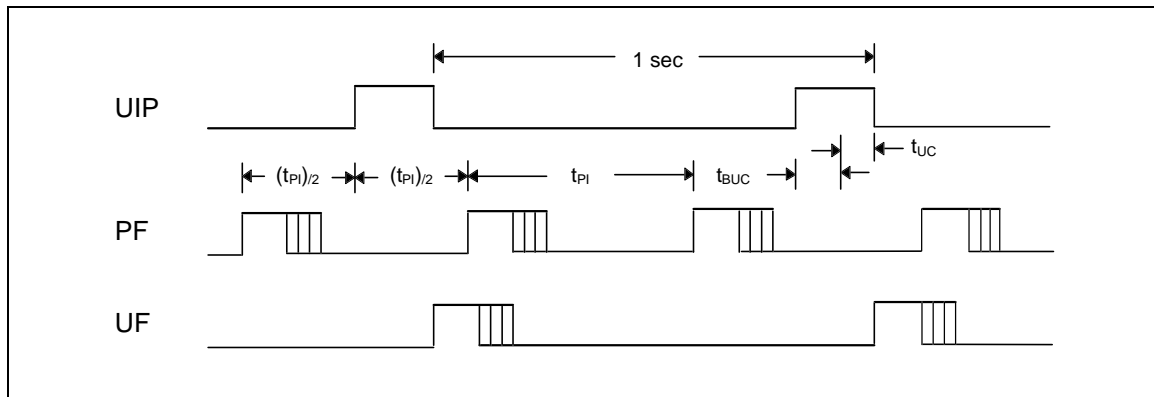 1 sec
UIP
tUC
(tPI)/2
(tPI)/2
tPI
tBUC
PF
UF